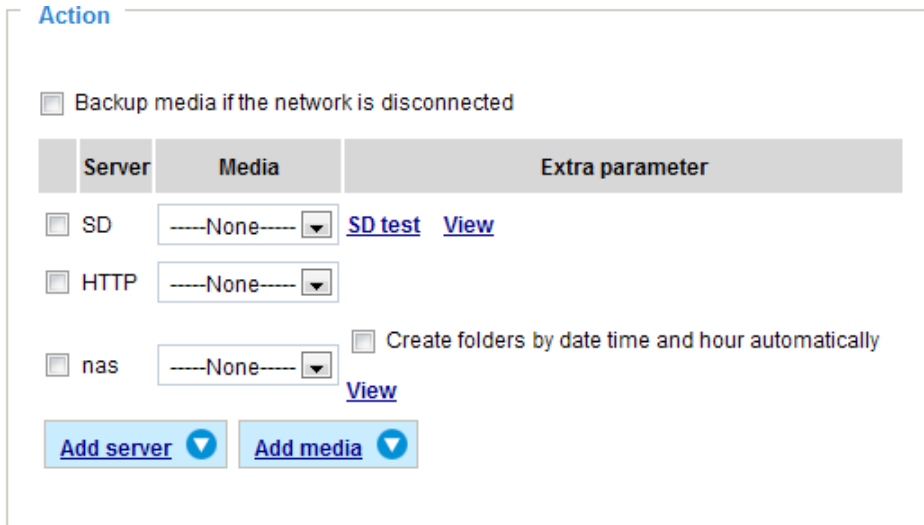 Action
Backup media if the network is disconnected
Server Media Extra parameter
SD -----None----- SD test View
HTTP -----None-----
Create folders by date time and hour automatically
nas -----None-----
View
Add server Add media